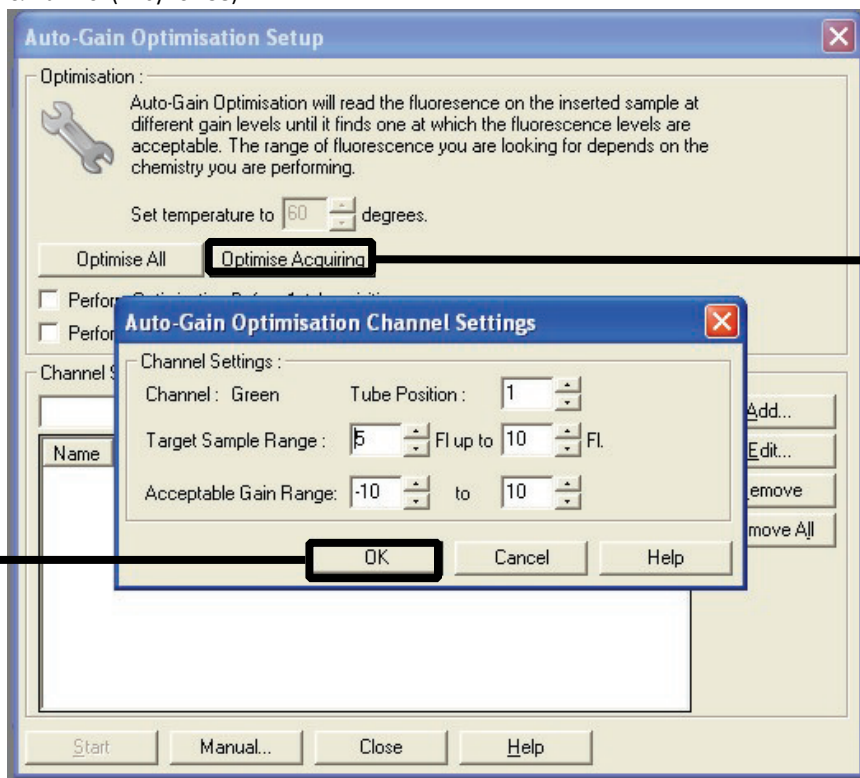 Auto-Gain Optimisation Setup
Optimisation :
Auto-Gain Optimisation will read the fluoresence on the inserted sample at
different gain levels until it finds one at which the fluorescence levels are
acceptable. The range of fluorescence you are looking for depends on the
chemistry you are performing.
Set temperature to 60 degrees.
Optimise All Optimise Acquiring
Perfor
Perfor
Auto-Gain Optimisation Channel Settings
Channel Settings :
Channel : Green Tube Position : 1
Target Sample Range : 5 Fl up to 10 Fl.
Acceptable Gain Range: -10 to 10
OK Cancel Help
Channel S
Name
Add...
Edit...
emove
move All
Start Manual... Close Help